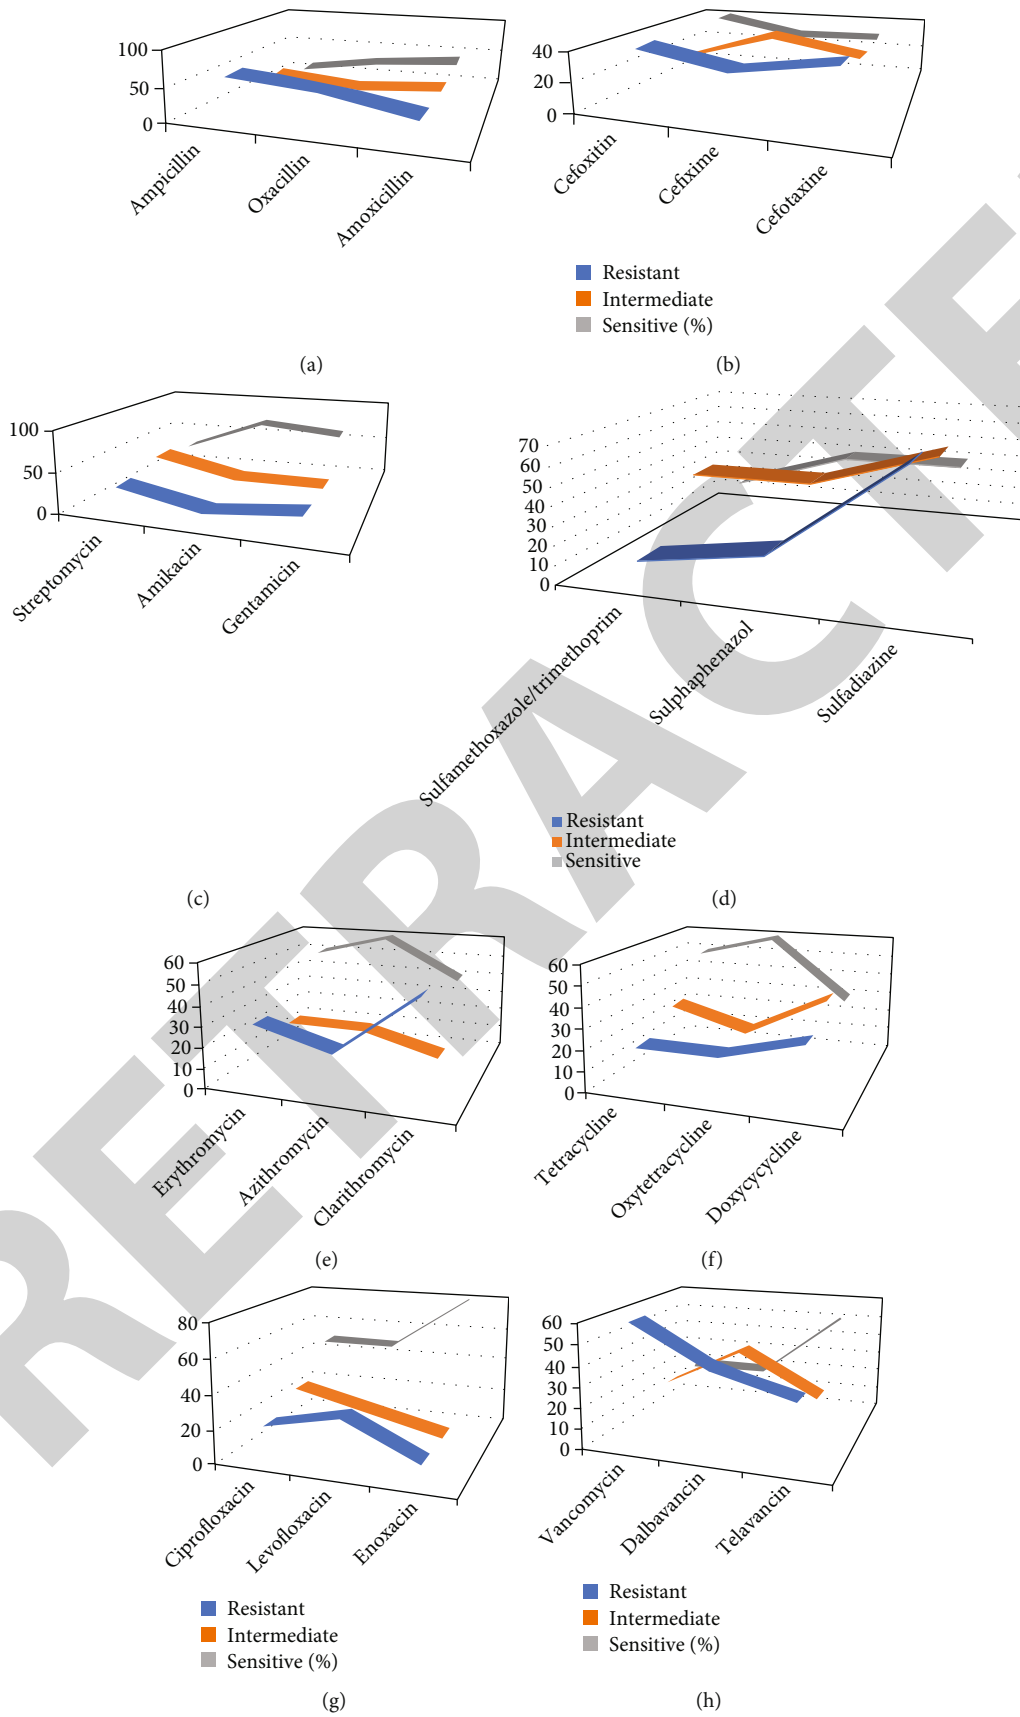 100
50
0
Ampicillin
Oxacillin
Amoxicillin
40
20
0
Cefoxitin
Cefixime
Cefotaxine
Resistant
Intermediate
Sensitive (%)
(a)
(b)
100
50
0
Streptomycin
Amikacin
Gentamicin
70
60
50
40
30
20
10
0
Sulfamethoxazole/trimethoprim
Sulphaphenazol
Sulfadiazine
Resistant
Intermediate
Sensitive
(c)
(d)
60
50
40
30
20
10
0
Erythromycin
Azithromycin
Clarithromycin
60
50
40
30
20
10
0
Tetracycline
Oxytetracycline
Doxycycycline
(e)
(f)
80
60
40
20
0
Ciprofloxacin
Levofloxacin
Enoxacin
Resistant
Intermediate
Sensitive (%)
60
50
40
30
20
10
0
Vancomycin
Dalbavancin
Telavancin
Resistant
Intermediate
Sensitive (%)
(g)
(h)
RETRACTE